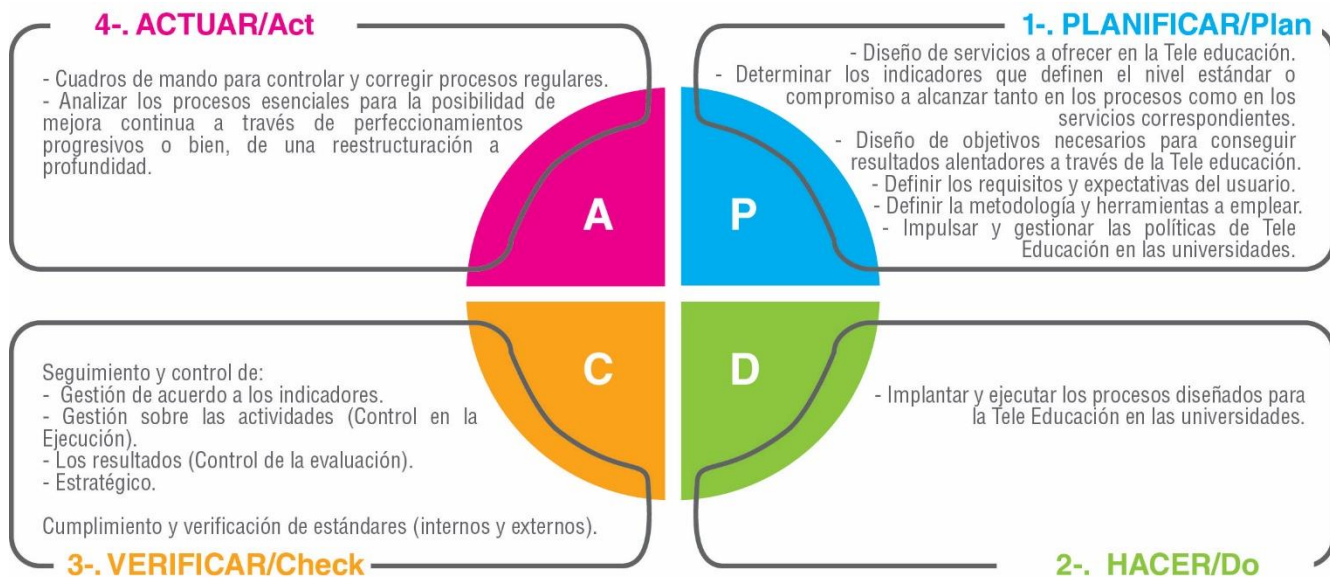 4-. ACTUAR/Act
- Cuadros de mando para controlar y corregir procesos regulares.
- Analizar los procesos esenciales para la posibilidad de
mejora continua a través de perfeccionamientos
progresivos o bien, de una reestructuración a
profundidad.
A
1-. PLANIFICAR/Plan
- Diseño de servicios a ofrecer en la Tele educación.
- Determinar los indicadores que definen el nivel estándar o
compromiso a alcanzar tanto en los procesos como en los
servicios correspondientes.
- Diseño de objetivos necesarios para conseguir
resultados alentadores a través de la Tele educación.
- Definir los requisitos y expectativas del usuario.
- Definir la metodología y herramientas a emplear.
- Impulsar y gestionar las políticas de Tele
Educación en las universidades.
P
Seguimiento y control de:
- Gestión de acuerdo a los indicadores.
- Gestión sobre las actividades (Control en la
Ejecución).
- Los resultados (Control de la evaluación).
- Estratégico.
Cumplimiento y verificación de estándares (internos y externos).
C
3-. VERIFICAR/Check
D
- Implantar y ejecutar los procesos diseñados para
la Tele Educación en las universidades.
2-. HACER/Do